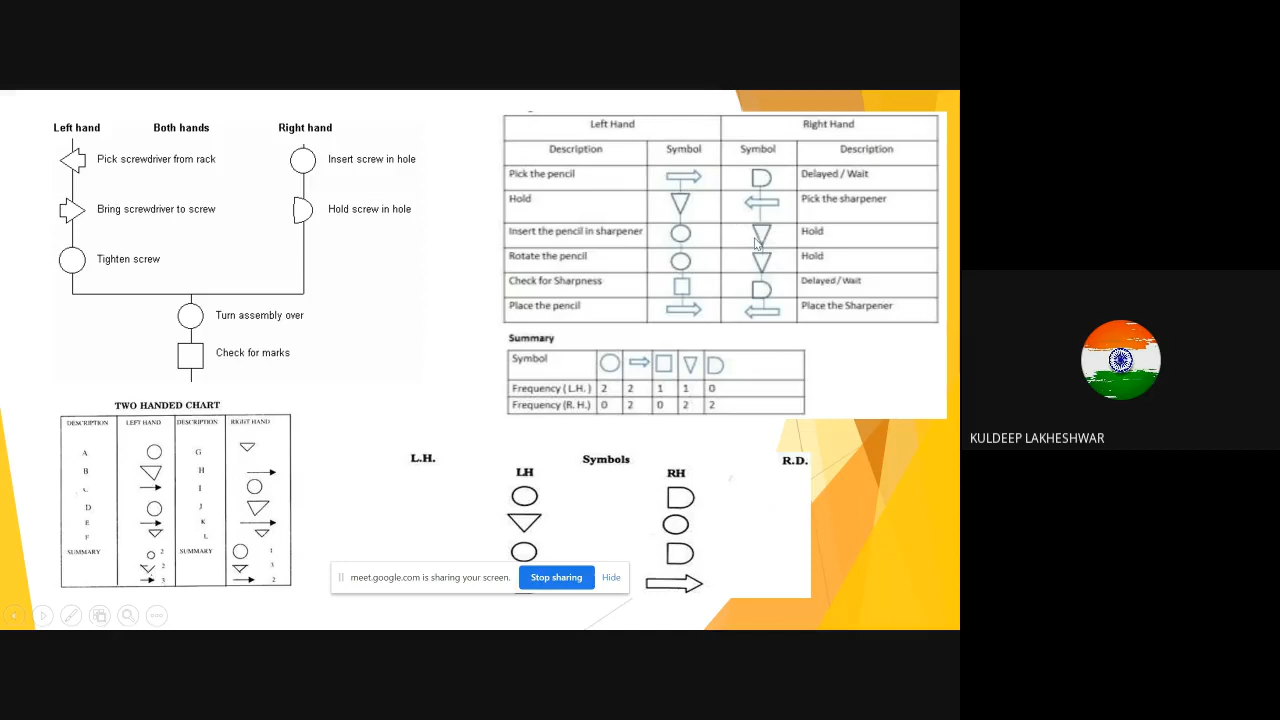 Left hand Both hands Right hand
Pick screwdriver from rack Insert screw in hole
Bring screwdriver to screw Hold screw in hole
Tighten screw
Turn assembly over
Check for marks
Left Hand Right Hand
Description Symbol Symbol Description
Pick the pencil Delayed / Wait
Hold Pick the sharpener
Insert the pencil in sharpener Hold
Rotate the pencil Hold
Check for Sharpness Delayed / Wait
Place the pencil Place the Sharpener
Summary
Symbol
Frequency ( L.H. ) 2 2 1 1 0
Frequency (R. H.) 0 2 0 2 2
TWO HANDED CHART
DESCRIPTION LEFT HAND DESCRIPTION RIGHT HAND
A G
B H
I
D J
E K
F L
SUMMARY 2 SUMMARY 1
2 3
3 2
L.H. Symbols R.D.
LH RH
meet.google.com is sharing your screen. Stop sharing Hide
KULDEEP LAKHESHWAR